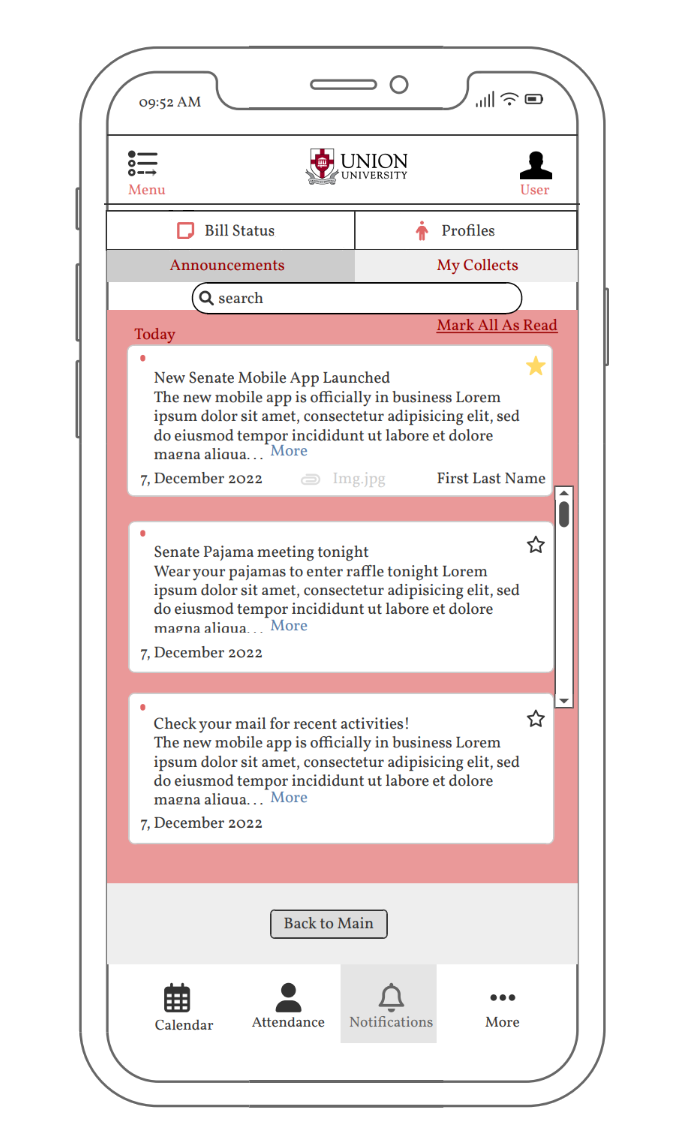 09:52 AM
UNION
UNIVERSITY
Menu
User
Bill Status
Profiles
Announcements
My Collects
search
Mark All As Read
Today
New Senate Mobile App Launched
The new mobile app is officially in business Lorem
ipsum dolor sit amet, consectetur adipisicing elit, sed
do eiusmod tempor incididunt ut labore et dolore
magna aliqua... More
7, December 2022 Img.jpg First Last Name
Senate Pajama meeting tonight
Wear your pajamas to enter raffle tonight Lorem
ipsum dolor sit amet, consectetur adipisicing elit, sed
do eiusmod tempor incididunt ut labore et dolore
magna aliqua... More
7, December 2022
Check your mail for recent activities!
The new mobile app is officially in business Lorem
ipsum dolor sit amet, consectetur adipisicing elit, sed
do eiusmod tempor incididunt ut labore et dolore
magna aliqua... More
7, December 2022
Back to Main
Calendar
Attendance
Notifications
More